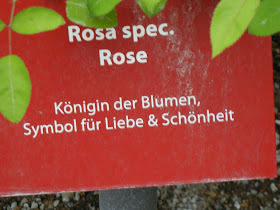 Rosa spec.
Rose
Königin der Blumen,
Symbol für Liebe & Schönheit